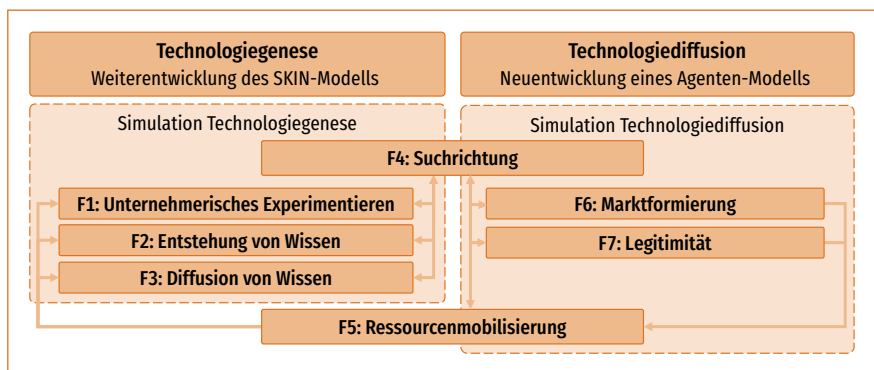 Technologiegenese
Weiterentwicklung des SKIN-Modells
Technologiediffusion
Neuentwicklung eines Agenten-Modells
Simulation Technologiegenese
Simulation Technologiediffusion
F4: Suchrichtung
F1: Unternehmerisches Experimentieren
F6: Marktformierung
F2: Entstehung von Wissen
F7: Legitimität
F3: Diffusion von Wissen
F5: Ressourcenmobilisierung